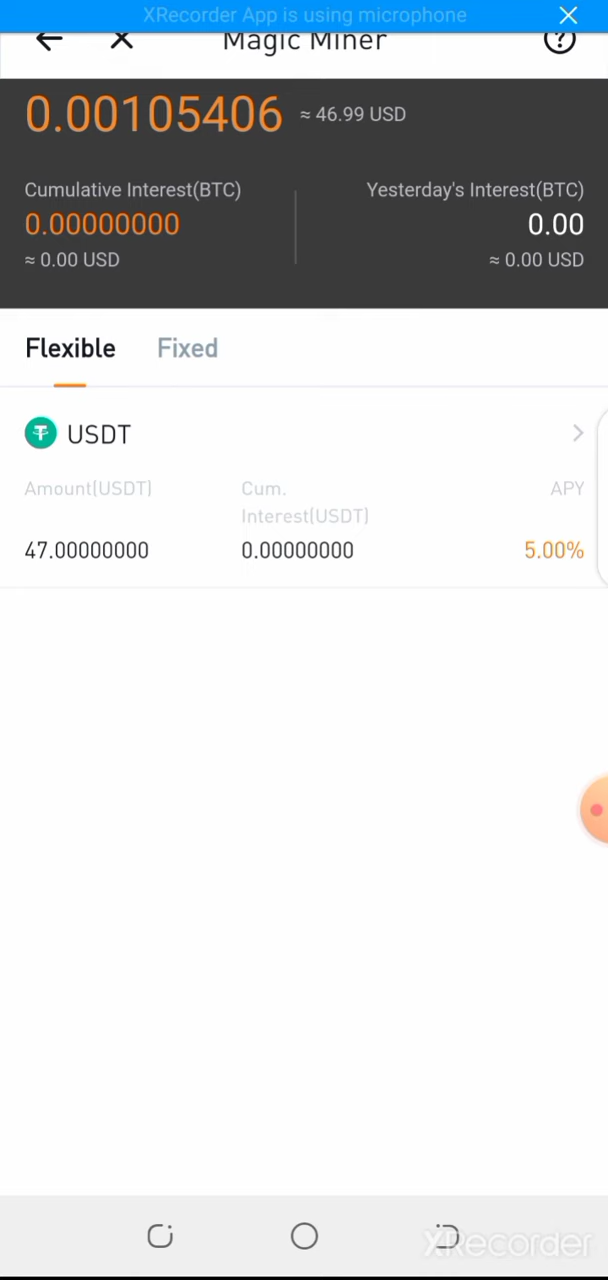 XRecorder App is using microphone
Magic Miner
0.00105406 ≈ 46.99 USD
Cumulative Interest(BTC) Yesterday's Interest(BTC)
0.00000000 0.00
≈ 0.00 USD ≈ 0.00 USD
Flexible Fixed
USDT
Amount(USDT) Cum. Interest(USDT) APY
47.00000000 0.00000000 5.00%
XRecorder